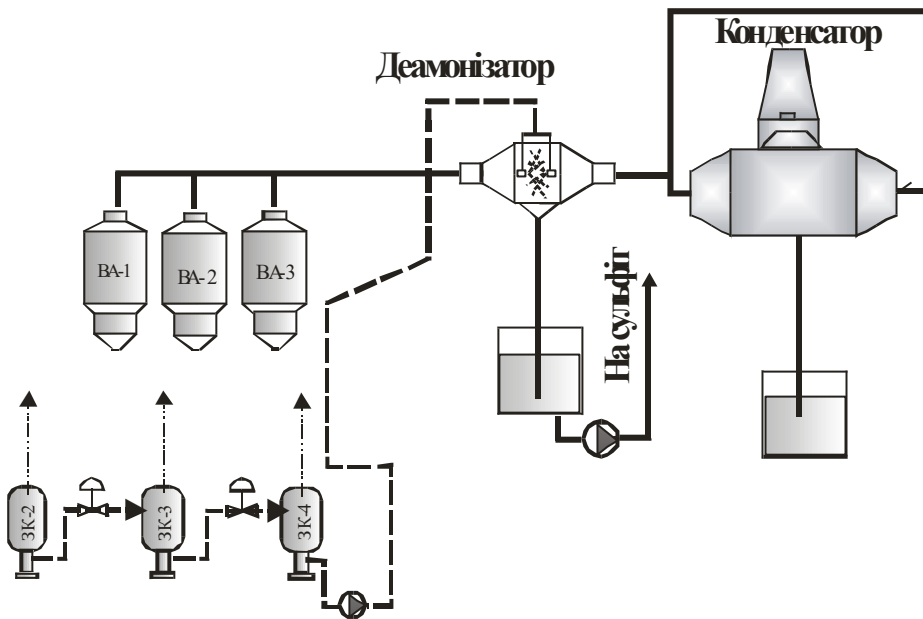 Конденсатор
Деамонізатор
ВА-1
ВА-2
ВА-3
На сульфіт
ЗК-2
ЗК-3
ЗК-4